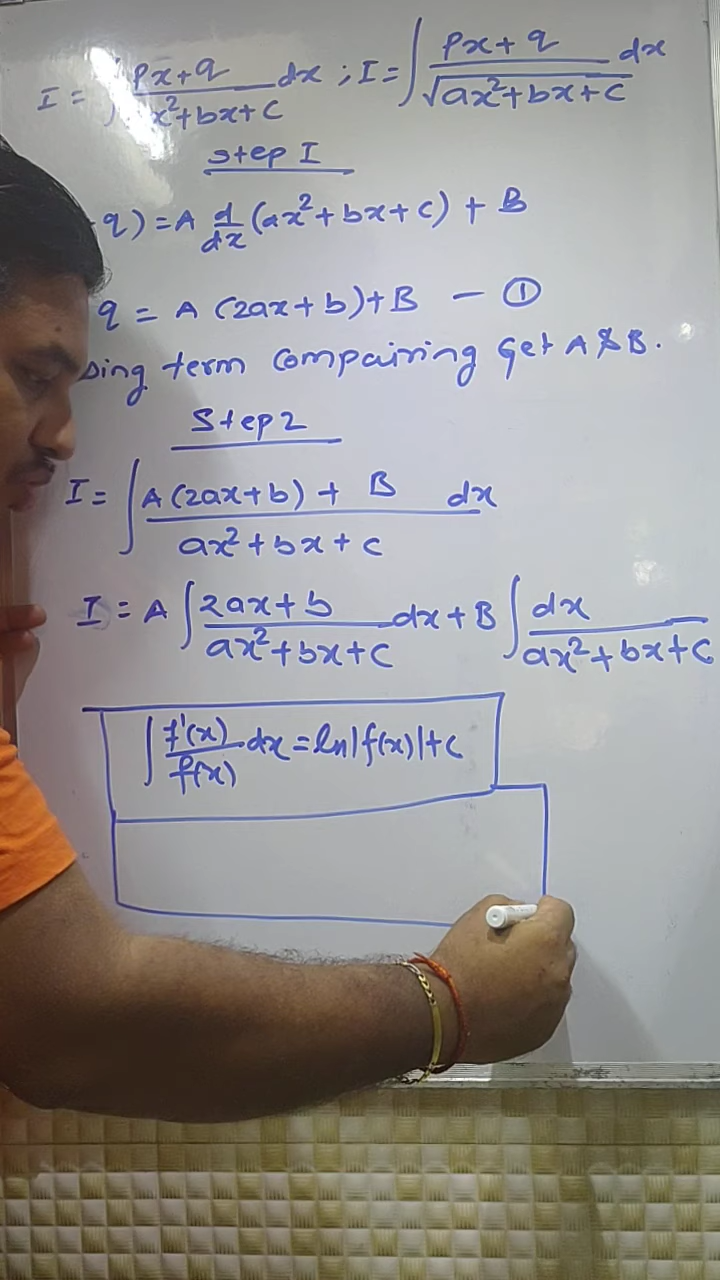 I = ∫ px+q / x²+bx+c dx ; I = ∫ px+q / √ax²+bx+c dx
Step I
q) = A d/dx (ax²+bx+c) + B
q = A (2ax+b)+B — ①
term compairing get A & B.
Step 2
I = ∫ A(2ax+b) + B / ax²+bx+c dx
I = A ∫ 2ax+b / ax²+bx+c dx + B ∫ dx / ax²+bx+c
∫ f'(x) / f(x) dx = ln|f(x)|+c